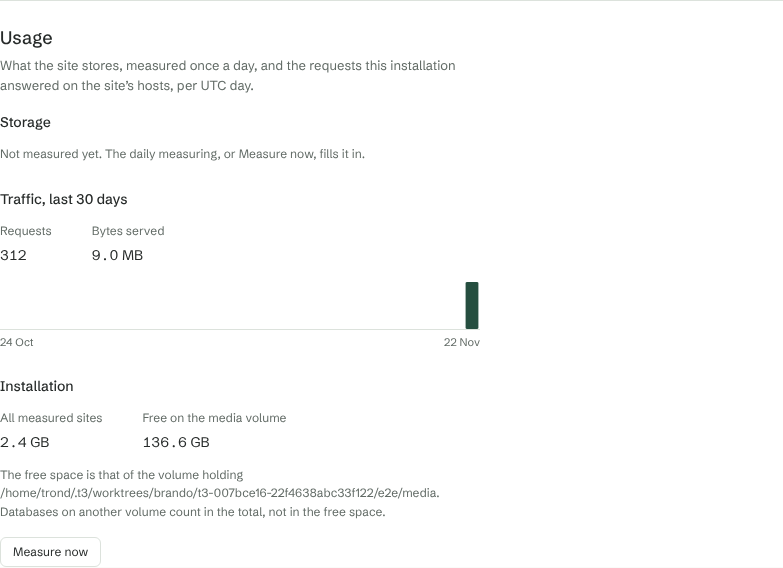 Usage
What the site stores, measured once a day, and the requests this installation
answered on the site's hosts, per UTC day.
Storage
Not measured yet. The daily measuring, or Measure now, fills it in.
Traffic, last 30 days
Requests Bytes served
312 9.0 MB
24 Oct 22 Nov
Installation
All measured sites Free on the media volume
2.4 GB 136.6 GB
The free space is that of the volume holding
/home/trond/.t3/worktrees/brando/t3-007bce16-22f4638abc33f122/e2e/media.
Databases on another volume count in the total, not in the free space.
Measure now